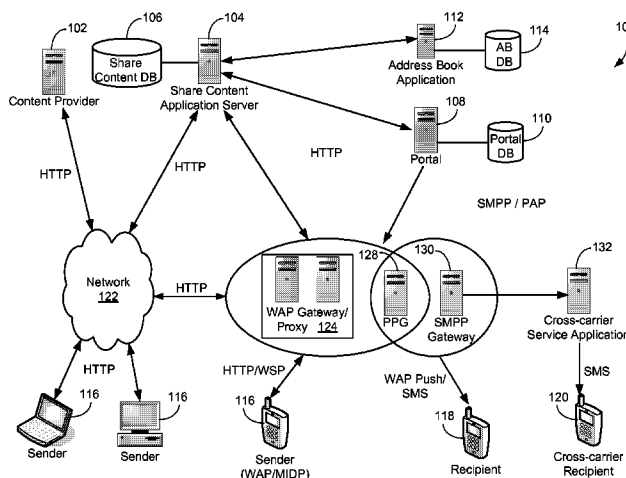 106
104
112
102
Share
Content DB
AB
DB
114
10
Content Provider
Share Content
Application Server
Address Book
Application
108
110
Portal
DB
HTTP
Portal
HTTP
HTTP
SMPP / PAP
128
130
132
Network
122
HTTP
WAP Gateway/
Proxy 124
PPG
SMPP
Gateway
Cross-carrier
Service Application
HTTP
HTTP/WSP
WAP Push/
SMS
SMS
116
116
116
118
120
Sender
Sender
Sender
(WAP/MIDP)
Recipient
Cross-carrier
Recipient